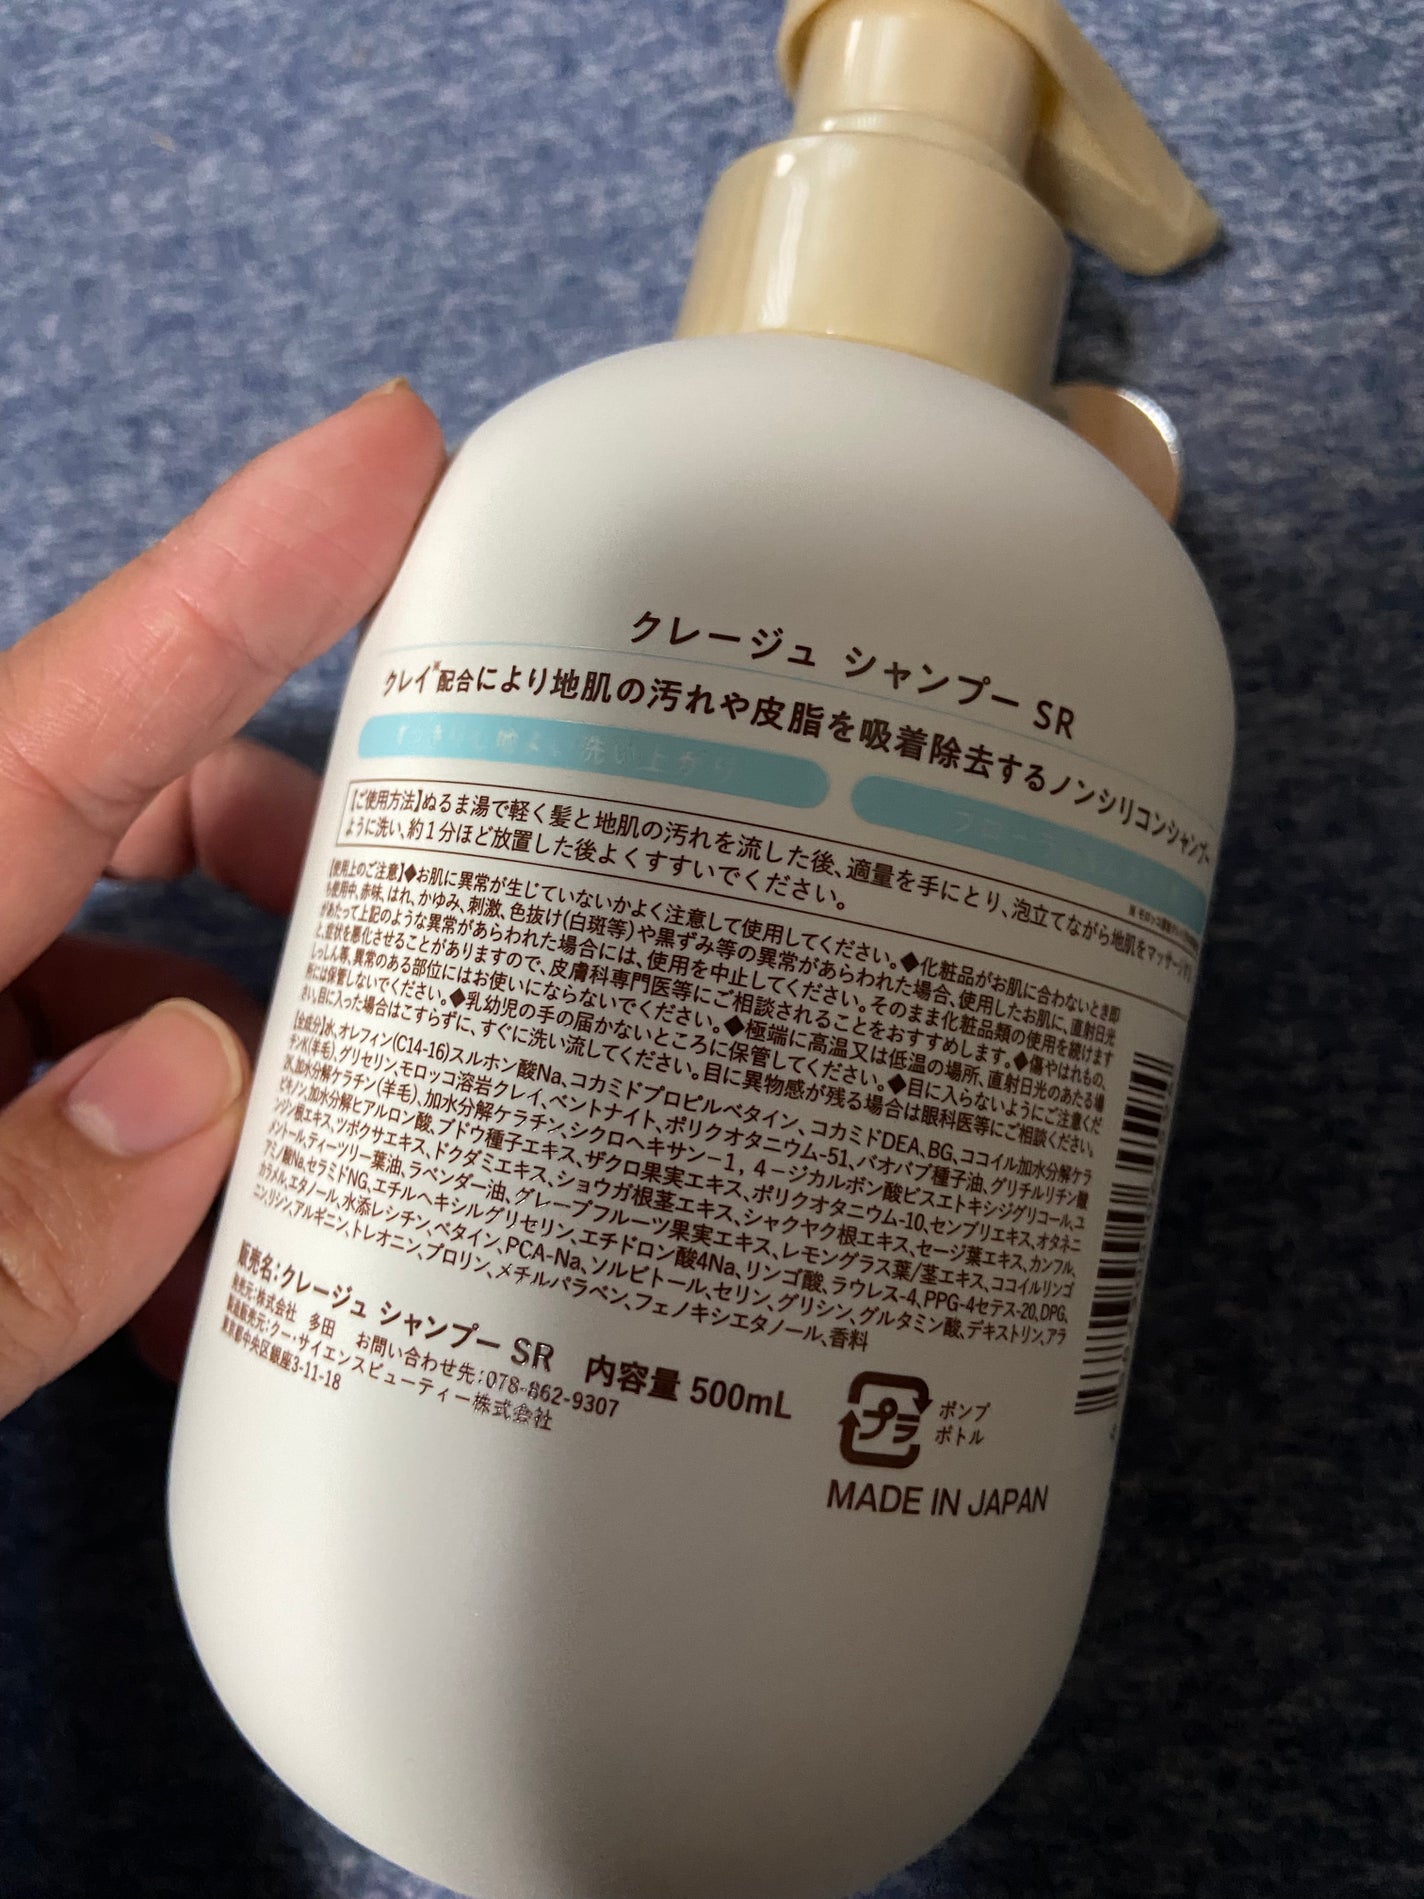 クレージュ シャンプー SR
クレイ※配合により地肌の汚れや皮脂を吸着除去するノンシリコンシャンプー
すっきり心地よい洗い上がり
【ご使用方法】ぬるま湯で軽く髪と地肌の汚れを流した後、適量を手にとり、泡立てながら地肌をマッサージする
ように洗い、約1分ほど放置した後よくすすいでください。
【使用上のご注意】◆お肌に異常が生じていないかよく注意して使用してください。◆化粧品がお肌に合わないとき即
も使用中、赤味、はれ、かゆみ、刺激、色抜け(白斑等)や黒ずみ等の異常があらわれた場合、使用したお肌に、直射日光
があたって上記のような異常があらわれた場合には、使用を中止してください。そのまま化粧品類の使用を続けます
と、症状を悪化させることがありますので、皮膚科専門医等にご相談されることをおすすめします。◆傷やはれもの、
しっしん等、異常のある部位にはお使いにならないでください。◆極端に高温又は低温の場所、直射日光のあたる場
所には保管しないでください。◆乳幼児の手の届かないところに保管してください。◆目に入らないようにご注意くだ
さい。目に入った場合はこすらずに、すぐに洗い流してください。目に異物感が残る場合は眼科医等にご相談ください。
【全成分】水、オレフィン(C14-16)スルホン酸Na、コカミドプロピルベタイン、コカミドDEA、BG、ココイル加水分解ケラ
チンK(羊毛)、グリセリン、モロッコ溶岩クレイ、ベントナイト、ポリクオタニウム-51、バオバブ種子油、グリチルリチン酸
2K、加水分解ケラチン(羊毛)、加水分解ケラチン、シクロヘキサン-1,4-ジカルボン酸ビスエトキシジグリコール、ユ
ビキノン、加水分解ヒアルロン酸、ブドウ種子エキス、ザクロ果実エキス、ポリクオタニウム-10、センブリエキス、オタネニ
ンジン根エキス、ツボクサエキス、ドクダミエキス、ショウガ根茎エキス、シャクヤク根エキス、セージ葉エキス、カンフル、
メントール、ティーツリー葉油、ラベンダー油、グレープフルーツ果実エキス、レモングラス葉/茎エキス、ココイルリンゴ
アミノ酸Na、セラミドNG、エチルヘキシルグリセリン、エチドロン酸4Na、リンゴ酸、ラウレス-4、PPG-4セテス-20、DPG、
カラメル、エタノール、水添レシチン、ベタイン、PCA-Na、ソルビトール、セリン、グリシン、グルタミン酸、デキストリン、アラ
ニン、リシン、アルギニン、トレオニン、プロリン、メチルパラベン、フェノキシエタノール、香料
販売名：クレージュ シャンプー SR 内容量 500mL
発売元：株式会社 多田 お問い合わせ先：078-862-9307
製造販売元：クー・サイエンスビューティー株式会社
東京都中央区銀座3-11-18
プラ
ポンプ
ボトル
MADE IN JAPAN